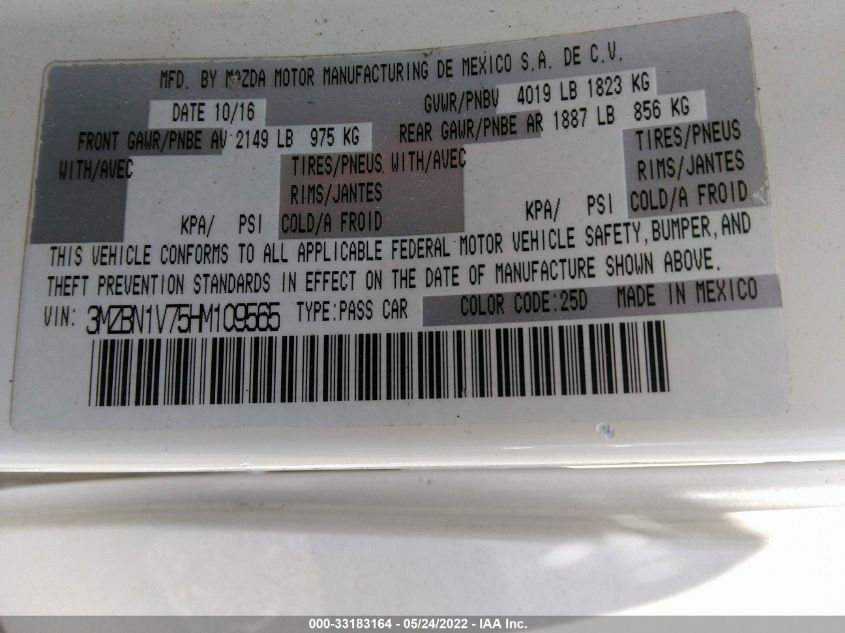 MFD. BY MAZDA MOTOR MANUFACTURING DE MEXICO S.A. DE C.V.
DATE 10/16 GVWR/PNBV 4019 LB 1823 KG
FRONT GAWR/PNBE AV 2149 LB 975 KG REAR GAWR/PNBE AR 1887 LB 856 KG
WITH/AVEC TIRES/PNEUS WITH/AVEC TIRES/PNEUS
RIMS/JANTES RIMS/JANTES
KPA/ PSI COLD/A FROID KPA/ PSI COLD/A FROID
THIS VEHICLE CONFORMS TO ALL APPLICABLE FEDERAL MOTOR VEHICLE SAFETY, BUMPER, AND
THEFT PREVENTION STANDARDS IN EFFECT ON THE DATE OF MANUFACTURE SHOWN ABOVE.
VIN: 3MZBN1V75HM109565 TYPE:PASS CAR COLOR CODE:25D MADE IN MEXICO
000-33183164 - 05/24/2022 - IAA Inc.